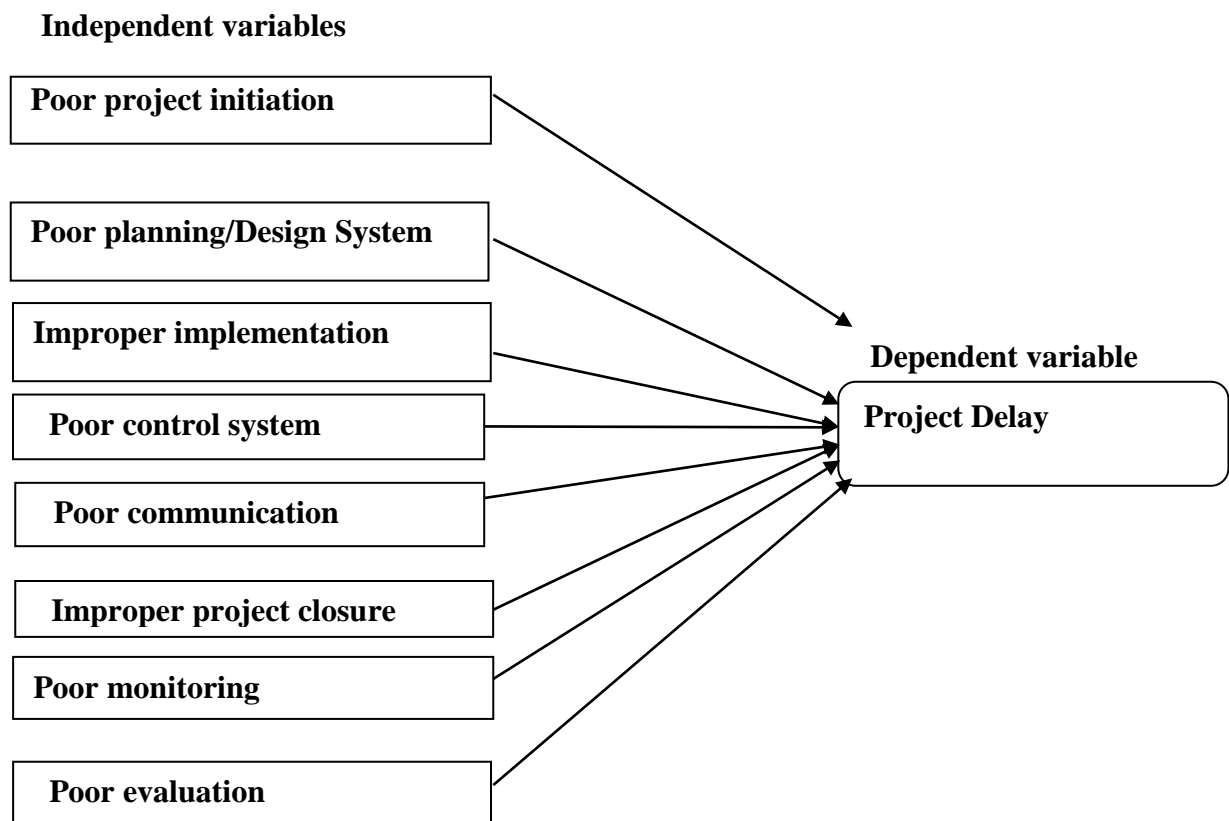 Independent variables
Poor project initiation
Poor planning/Design System
Improper implementation
Dependent variable
Project Delay
Poor control system
Poor communication
Improper project closure
Poor monitoring
Poor evaluation